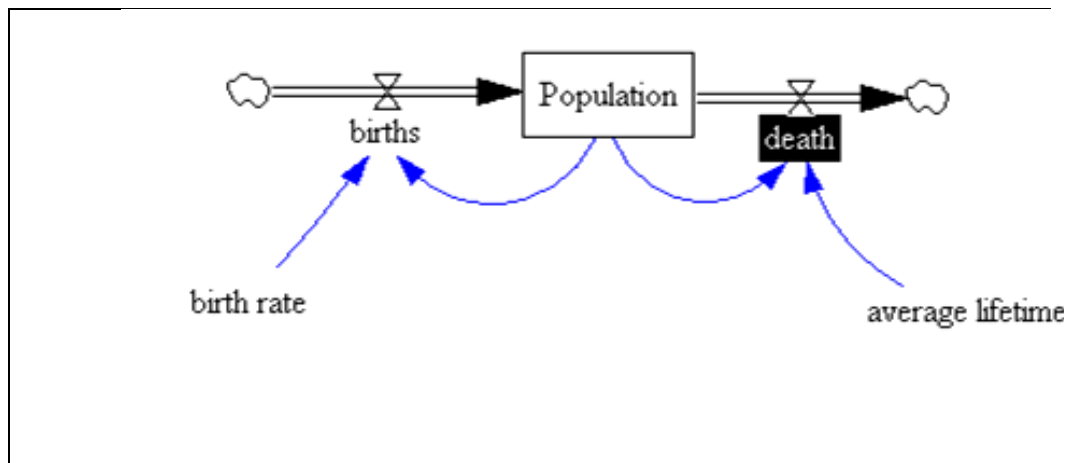 Population
births
death
birth rate
average lifetime